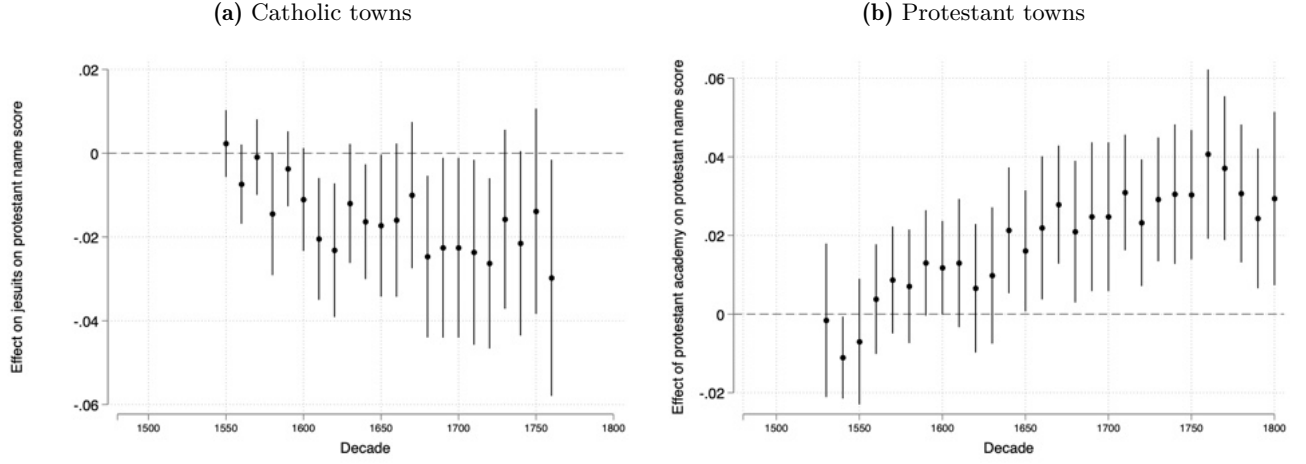 (a) Catholic towns
Effect on jesuits on protestant name score
.02
0
-.02
-.04
-.06
1500 1550 1600 1650 1700 1750 1800
Decade
(b) Protestant towns
Effect of protestant academy on protestant name score
.06
.04
.02
0
-.02
1500 1550 1600 1650 1700 1750 1800
Decade